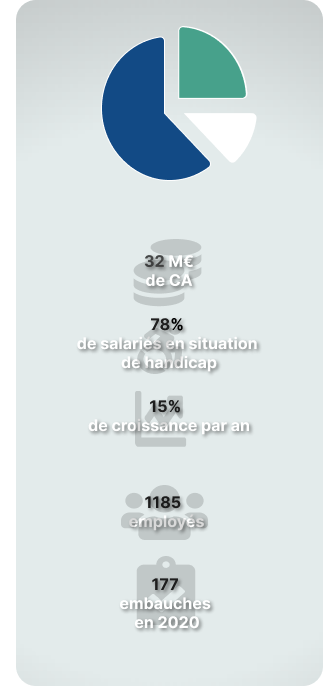 32 M€
de CA
78%
de salariés en situation
de handicap
15%
de croissance par an
1185
employés
177
embauches
en 2020